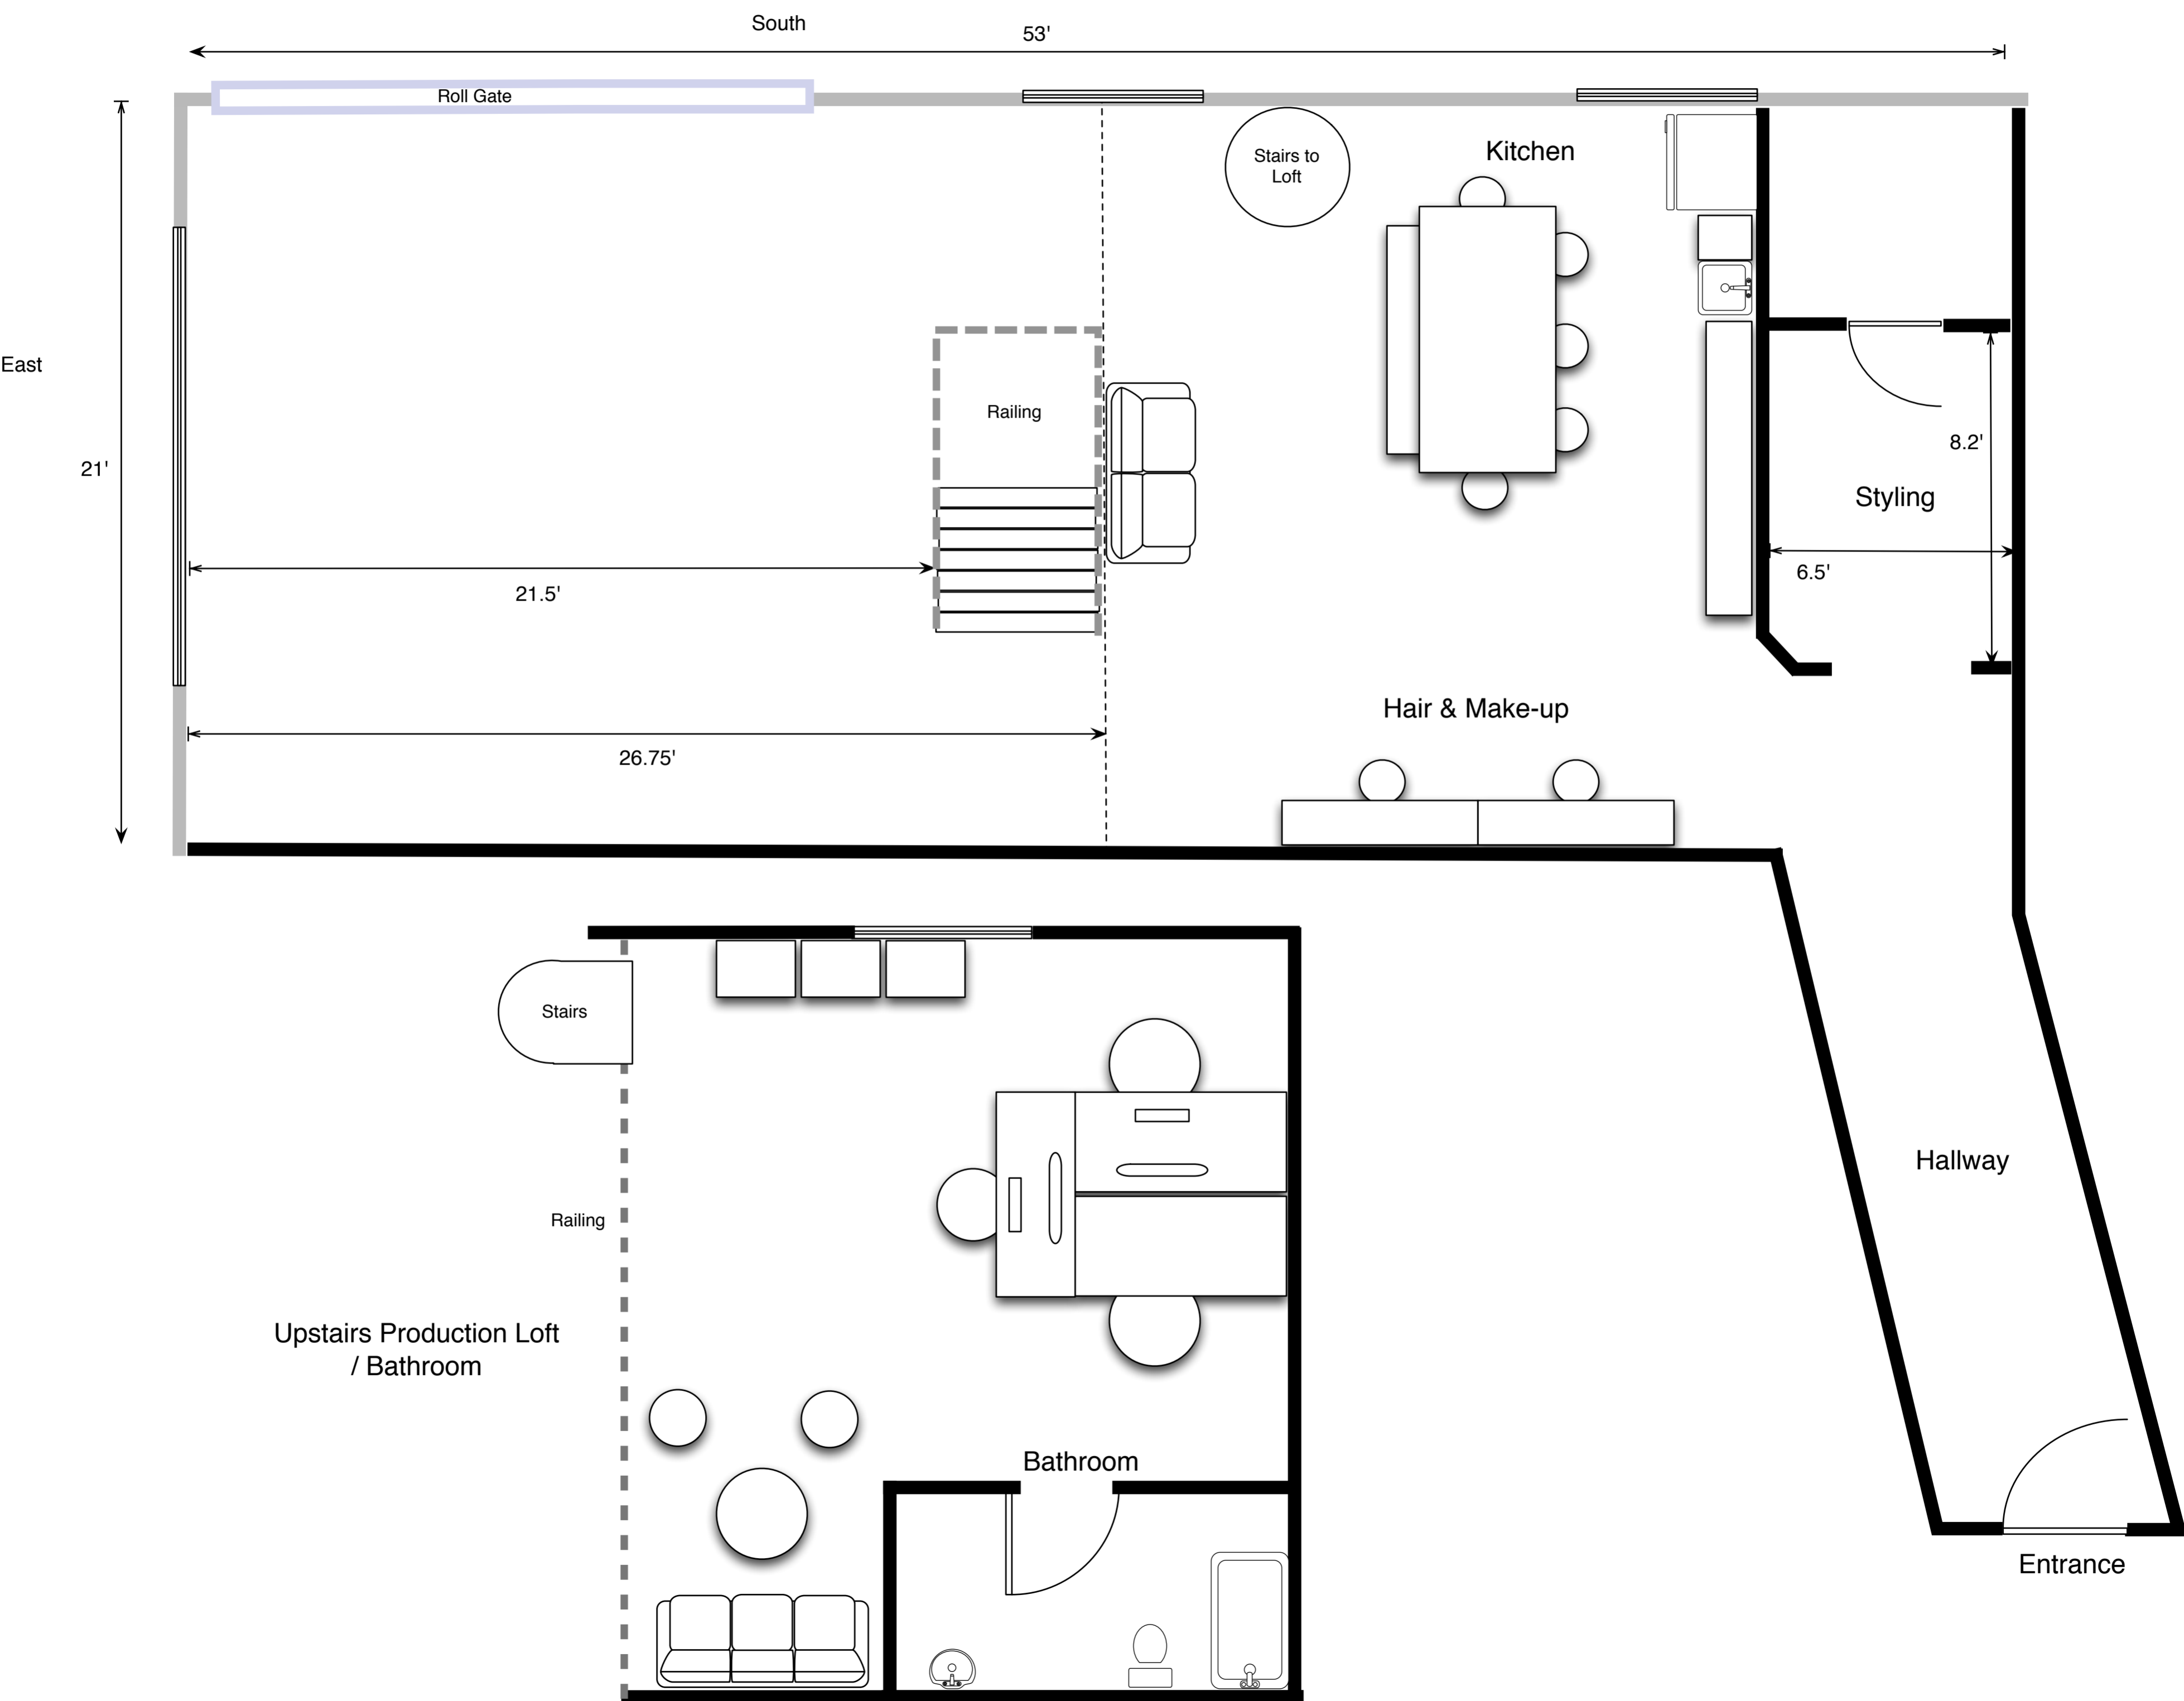 South
53'
Roll Gate
Stairs to
Loft
Kitchen
East
Railing
8.2'
21'
Styling
6.5'
21.5'
Hair & Make-up
26.75'
Stairs
Hallway
Railing
Upstairs Production Loft
/ Bathroom
Bathroom
Entrance